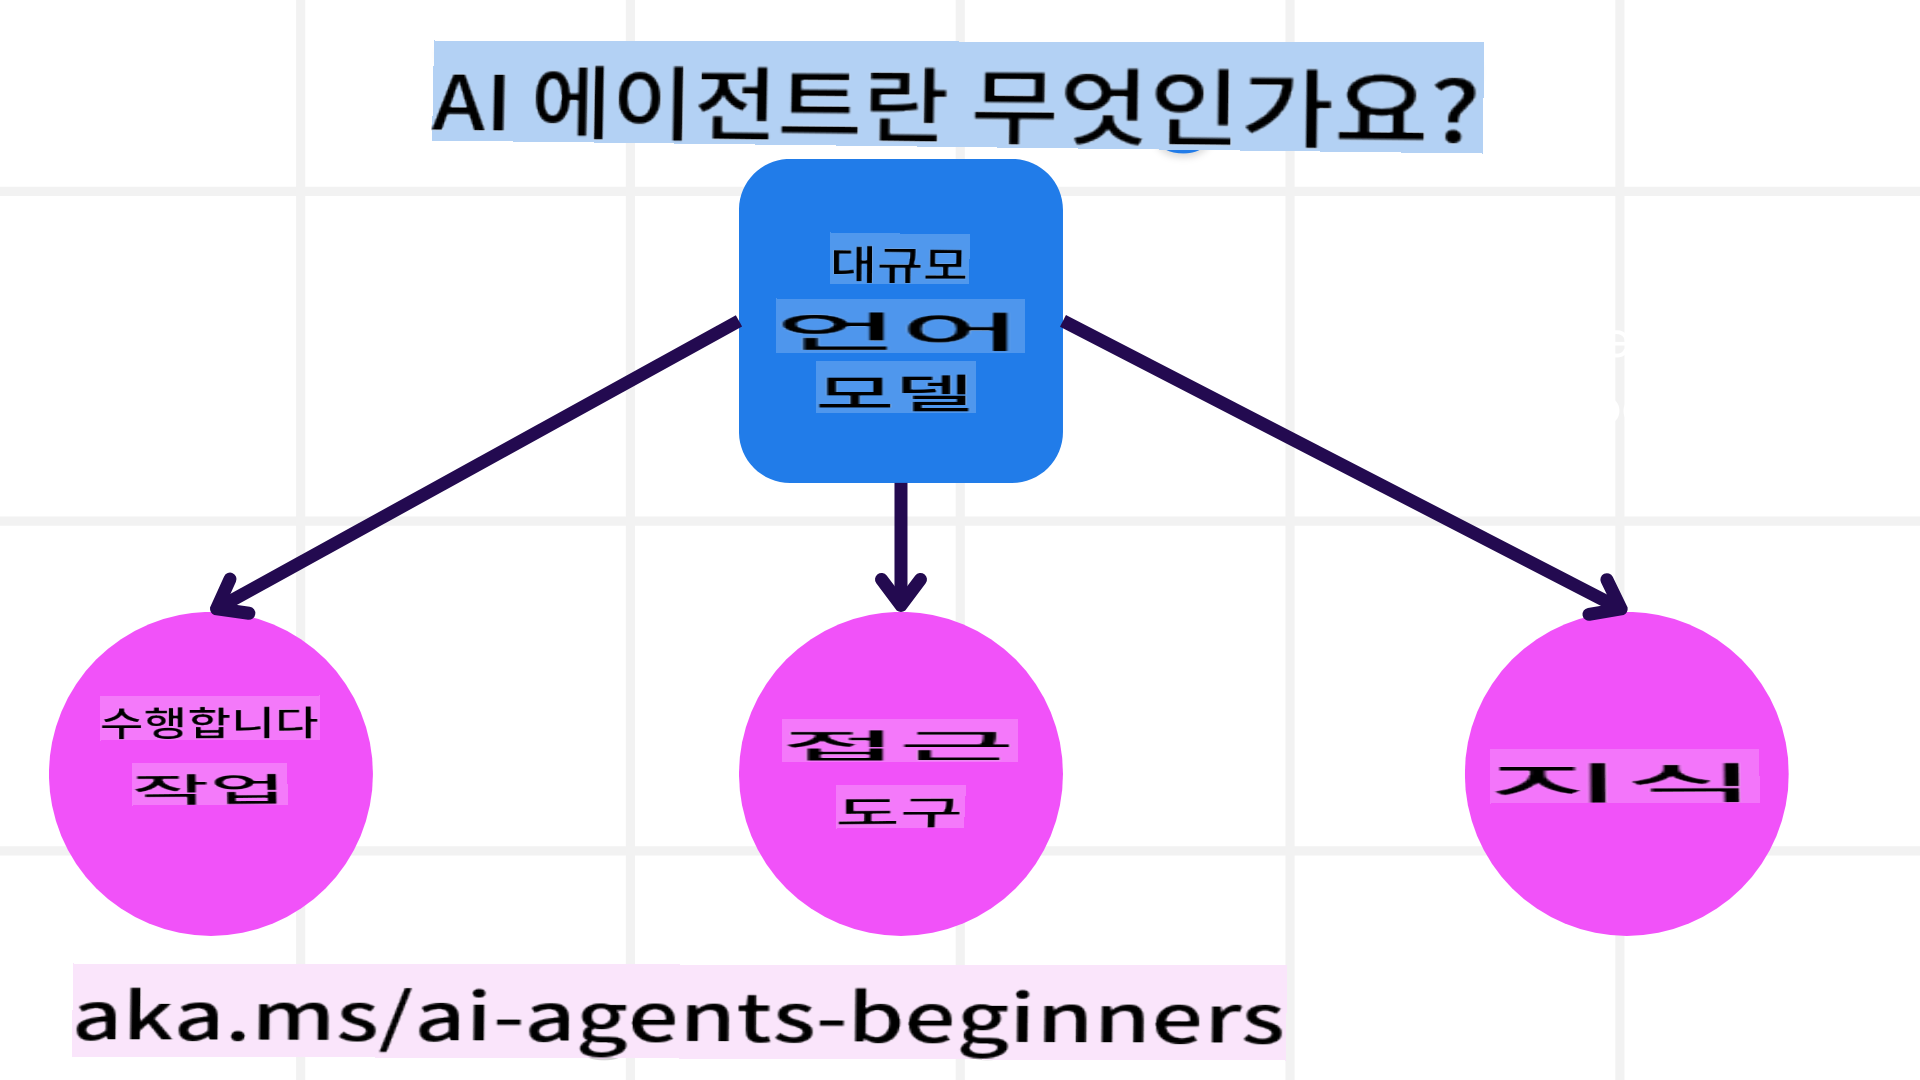 AI 에이전트란 무엇인가요?
대규모
언어
모델
수행합니다
작업
접근
도구
지식
aka.ms/ai-agents-beginners